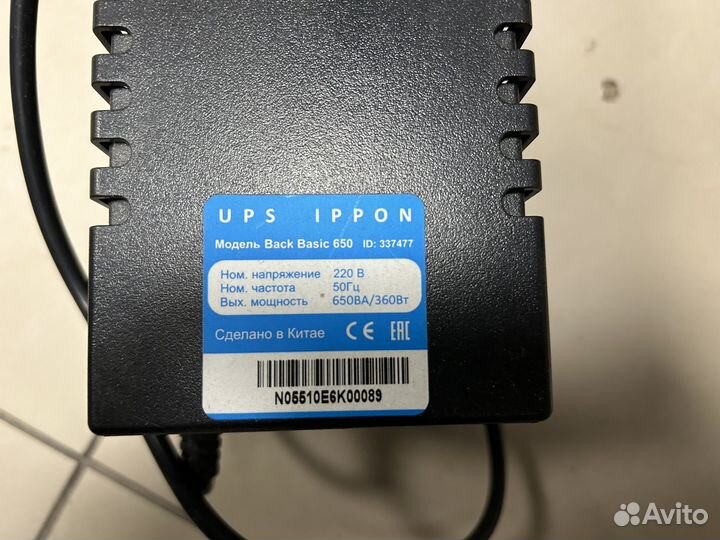 UPS IPPON
Модель Back Basic 650 ID: 337477
Ном. напряжение 220 В
Ном. частота 50Гц
Вых. мощность 650ВА/360Вт
Сделано в Китае CE EAC
N05510E6K00089
Avito